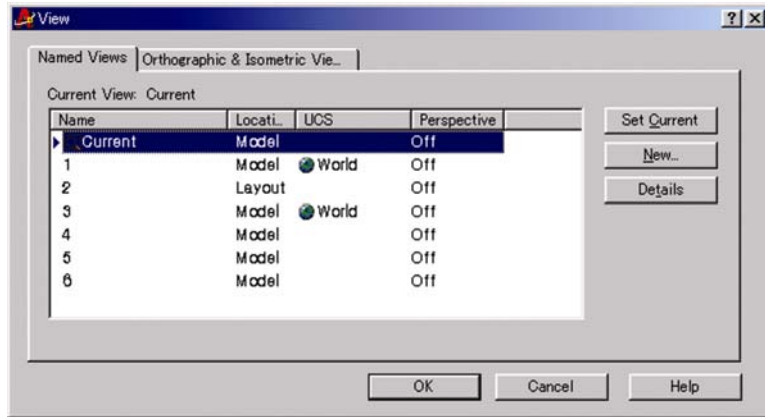 View
Named Views Orthographic & Isometric Vie...
Current View: Current
Name Locati... UCS Perspective
Current Model Off
1 Model World Off
2 Layout Off
3 Model World Off
4 Model Off
5 Model Off
6 Model Off
Set Current
New...
Details
OK Cancel Help